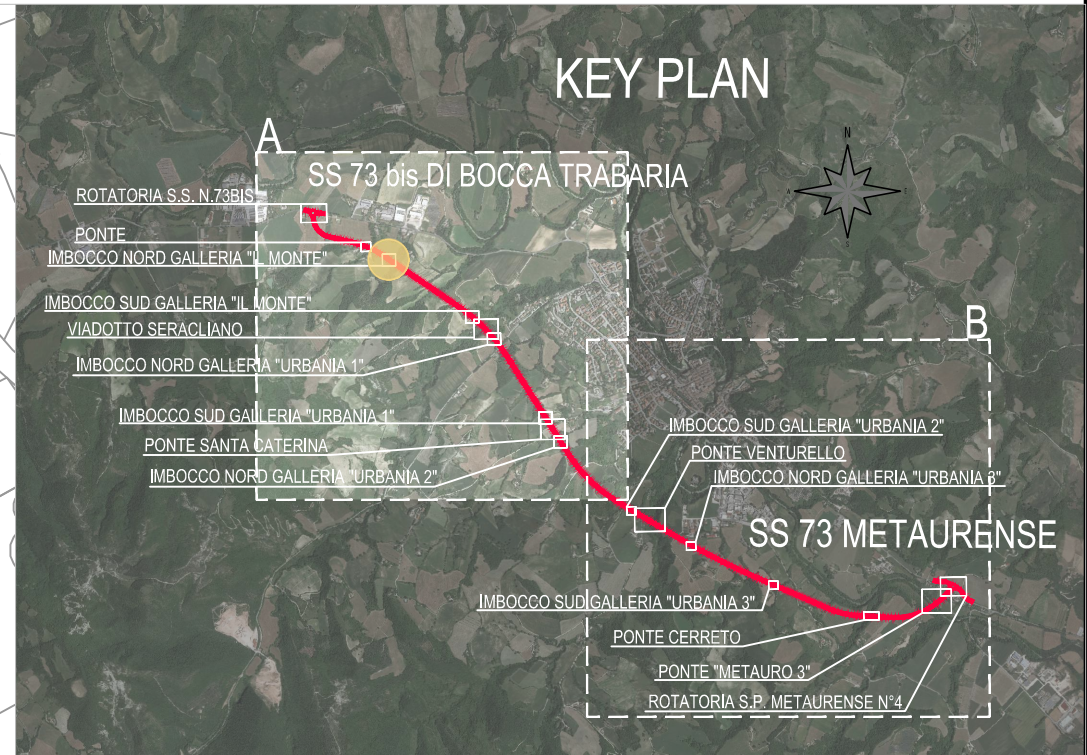 KEY PLAN
A
SS 73 bis DI BOCCA TRABARIA
N
ROTATORIA S.S. N.73BIS
PONTE
IMBOCCO NORD GALLERIA "IL MONTE"
IMBOCCO SUD GALLERIA "IL MONTE"
VIADOTTO SERACLIANO
IMBOCCO NORD GALLERIA "URBANIA 1"
IMBOCCO SUD GALLERIA "URBANIA 1"
PONTE SANTA CATERINA
IMBOCCO NORD GALLERIA "URBANIA 2"
B
IMBOCCO SUD GALLERIA "URBANIA 2"
PONTE VENTURELLO
IMBOCCO NORD GALLERIA "URBANIA 3"
SS 73 METAURENSE
IMBOCCO SUD GALLERIA "URBANIA 3"
PONTE CERRETO
PONTE "METAURO 3"
ROTATORIA S.P. METAURENSE N°4